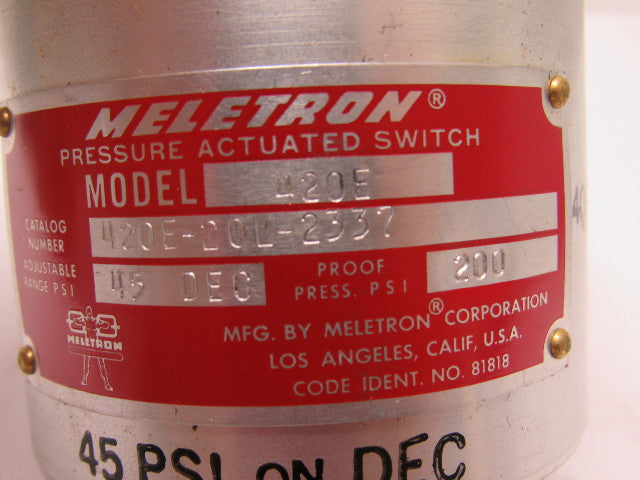 MELETRON®
PRESSURE ACTUATED SWITCH
MODEL 420E
CATALOG NUMBER 420E-20L-2337
ADJUSTABLE RANGE PSI 45 DEC
PROOF PRESS. PSI 200
MELETRON
MFG. BY MELETRON® CORPORATION
LOS ANGELES, CALIF, U.S.A.
CODE IDENT. NO. 81818
45 PSI ON DEC